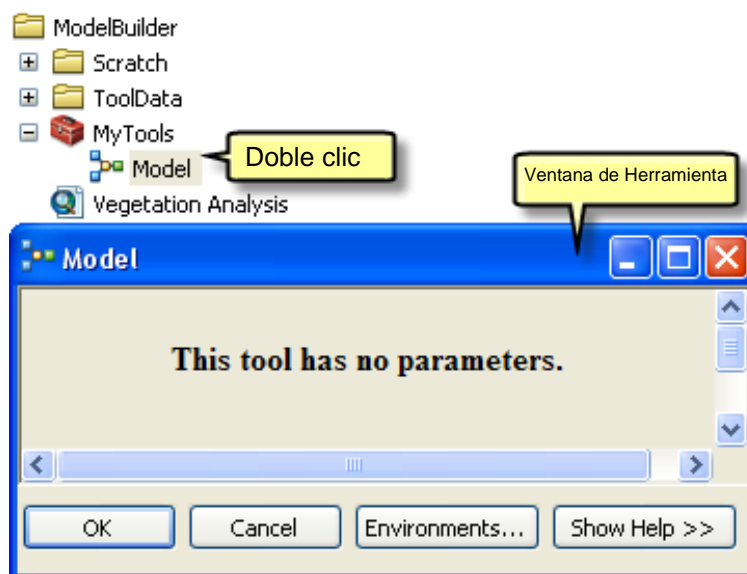 ModelBuilder
Scratch
ToolData
MyTools
Model
Doble clic
Vegetation Analysis
Ventana de Herramienta
Model
This tool has no parameters.
OK
Cancel
Environments...
Show Help >>